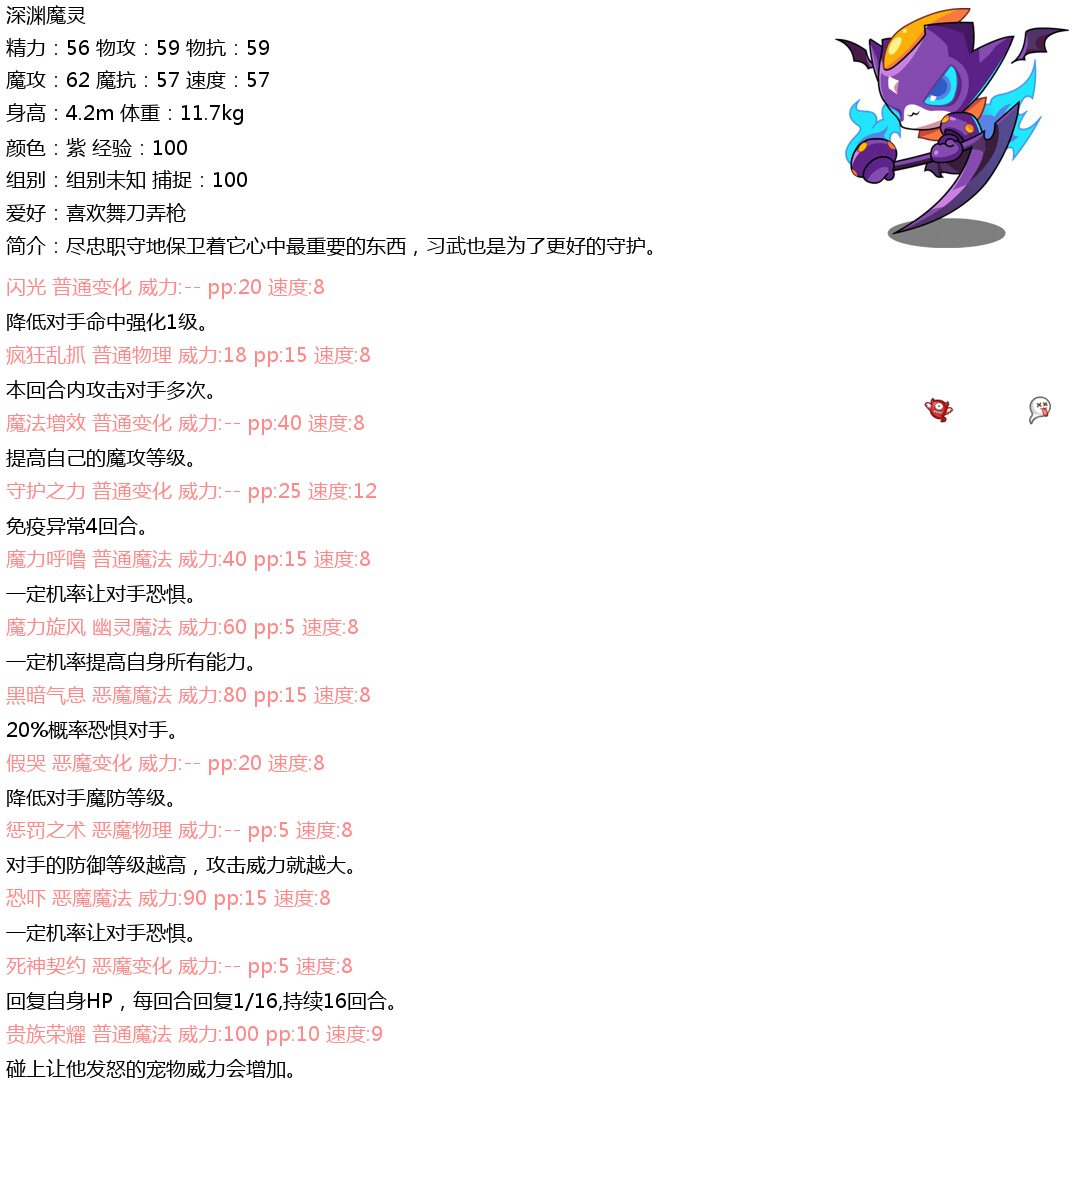 深渊魔灵
精力：56 物攻：59 物抗：59
魔攻：62 魔抗：57 速度：57
身高：4.2m 体重：11.7kg
颜色：紫 经验：100
组别：组别未知 捕捉：100
爱好：喜欢舞刀弄枪
简介：尽忠职守地保卫着它心中最重要的东西，习武也是为了更好的守护。
闪光 普通变化 威力:-- pp:20 速度:8
降低对手命中强化1级。
疯狂乱抓 普通物理 威力:18 pp:15 速度:8
本回合内攻击对手多次。
魔法增效 普通变化 威力:-- pp:40 速度:8
提高自己的魔攻等级。
守护之力 普通变化 威力:-- pp:25 速度:12
免疫异常4回合。
魔力呼噜 普通魔法 威力:40 pp:15 速度:8
一定机率让对手恐惧。
魔力旋风 幽灵魔法 威力:60 pp:5 速度:8
一定机率提高自身所有能力。
黑暗气息 恶魔魔法 威力:80 pp:15 速度:8
20%概率恐惧对手。
假哭 恶魔变化 威力:-- pp:20 速度:8
降低对手魔防等级。
惩罚之术 恶魔物理 威力:-- pp:5 速度:8
对手的防御等级越高，攻击威力就越大。
恐吓 恶魔魔法 威力:90 pp:15 速度:8
一定机率让对手恐惧。
死神契约 恶魔变化 威力:-- pp:5 速度:8
回复自身HP，每回合回复1/16,持续16回合。
贵族荣耀 普通魔法 威力:100 pp:10 速度:9
碰上让他发怒的宠物威力会增加。